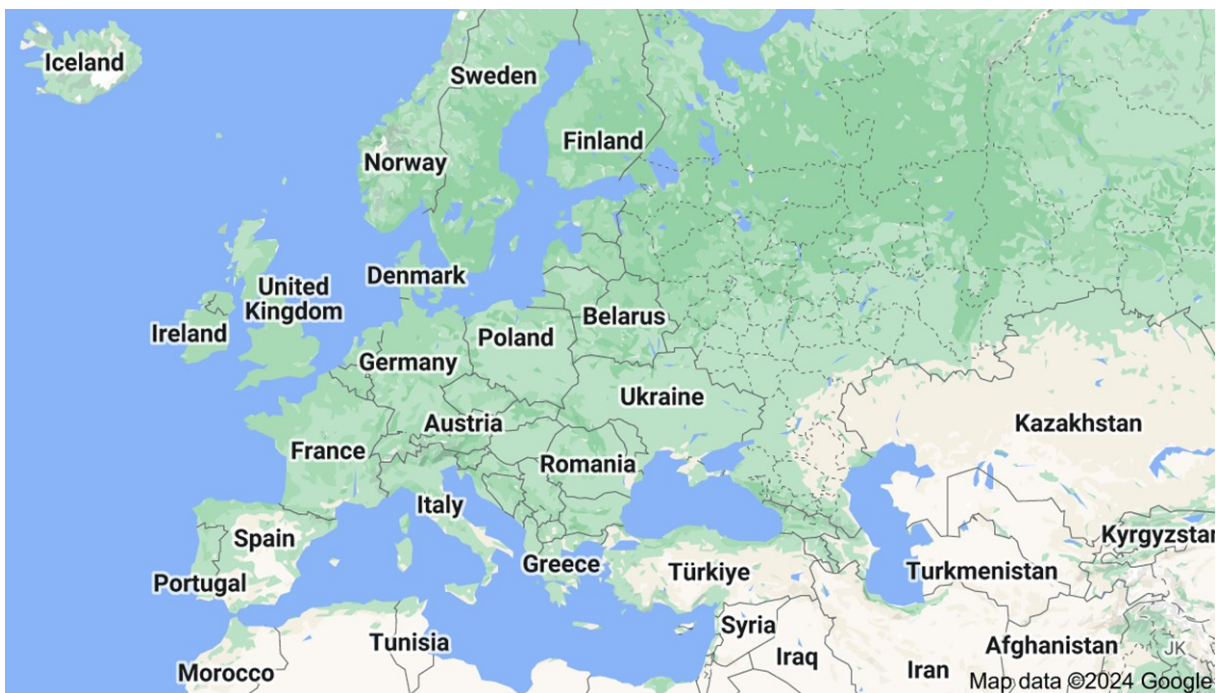 Iceland
Sweden
Finland
Norway
Denmark
United
Kingdom
Ireland
Belarus
Poland
Germany
Ukraine
Austria
Kazakhstan
France
Romania
Italy
Spain
Kyrgyzstan
Greece
Türkiye
Turkmenistan
Portugal
Syria
Tunisia
Afghanistan
JK
Iraq
Iran
Morocco
Map data ©2024 Google